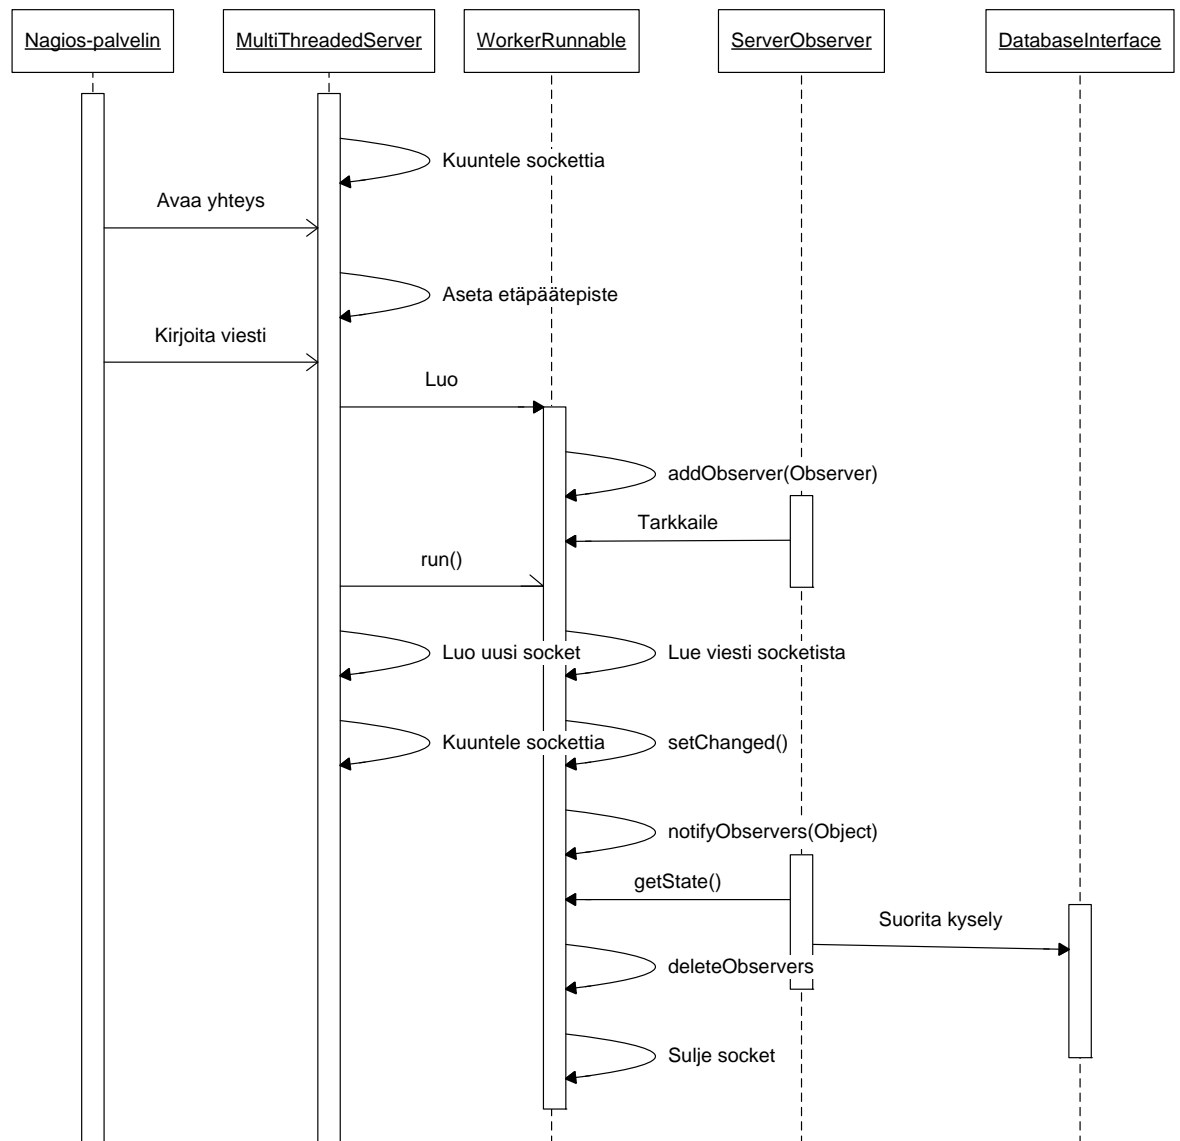 Nagios-palvelin
MultiThreadedServer
WorkerRunnable
ServerObserver
DatabaseInterface
Kuuntele sockettia
Avaa yhteys
Aseta etäpäätepiste
Kirjoita viesti
Luo
addObserver(Observer)
Tarkkaile
run()
Luo uusi socket
Lue viesti socketista
Kuuntele sockettia
setChanged()
notifyObservers(Object)
getState()
Suorita kysely
deleteObservers
Sulje socket